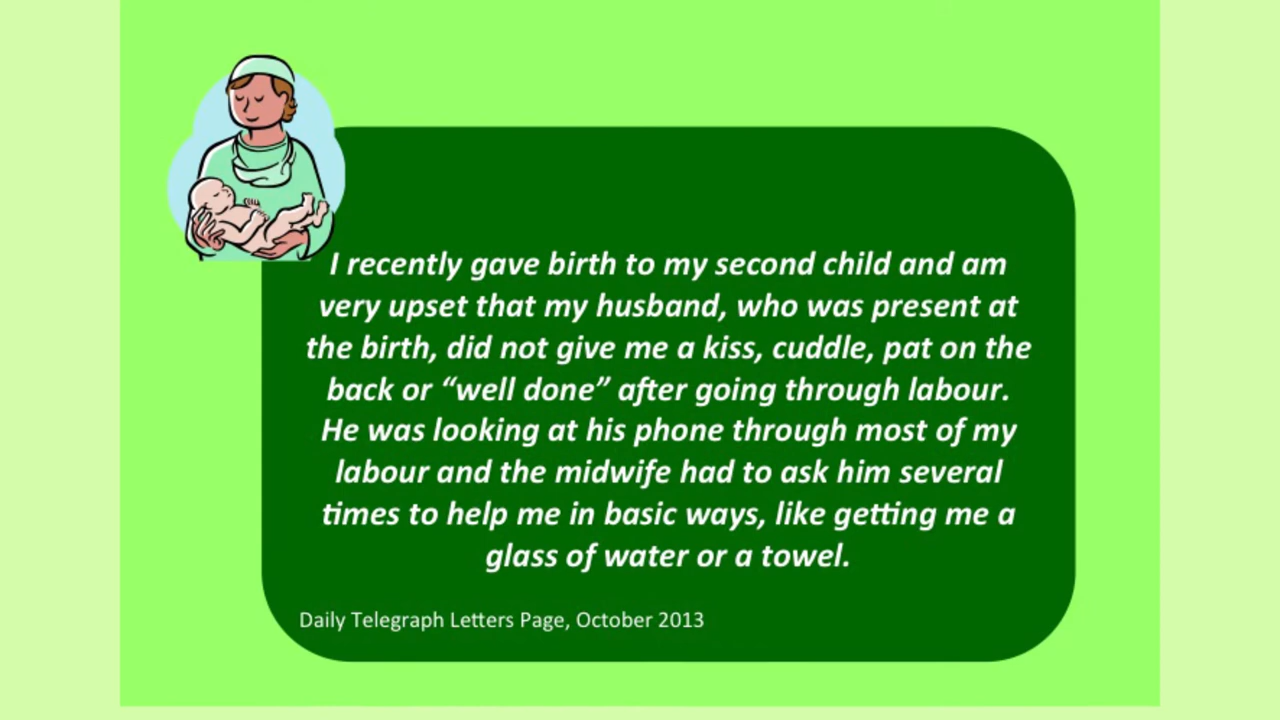 I recently gave birth to my second child and am
very upset that my husband, who was present at
the birth, did not give me a kiss, cuddle, pat on the
back or “well done” after going through labour.
He was looking at his phone through most of my
labour and the midwife had to ask him several
times to help me in basic ways, like getting me a
glass of water or a towel.
Daily Telegraph Letters Page, October 2013